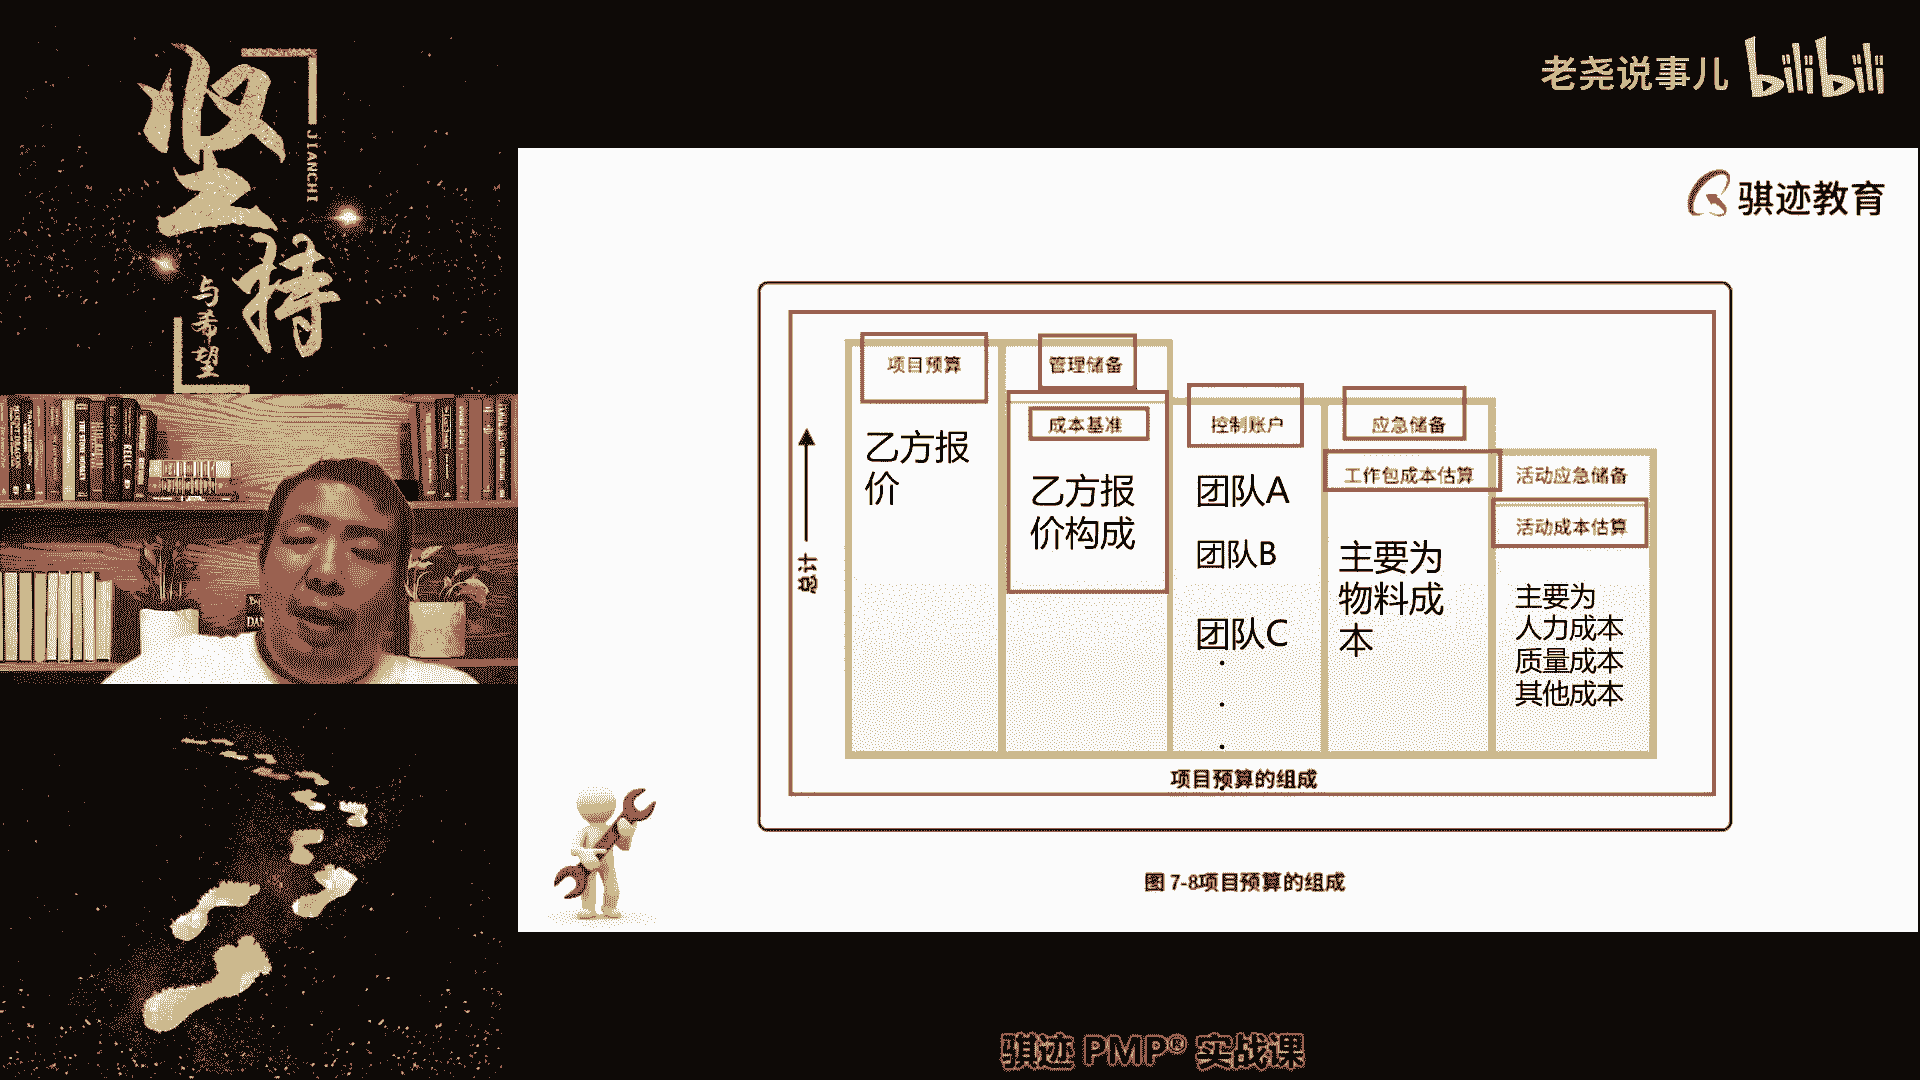 坚持
JIANCHI
与希望
老尧说事儿 bilibili
骐迹教育
项目预算
管理储备
成本基准
控制账户
应急储备
工作包成本估算
活动应急储备
活动成本估算
乙方报
价
乙方报
价构成
团队A
团队B
团队C
主要为
物料成
本
主要为
人力成本
质量成本
其他成本
总计
项目预算的组成
图 7-8项目预算的组成
骐迹 PMP® 实战课